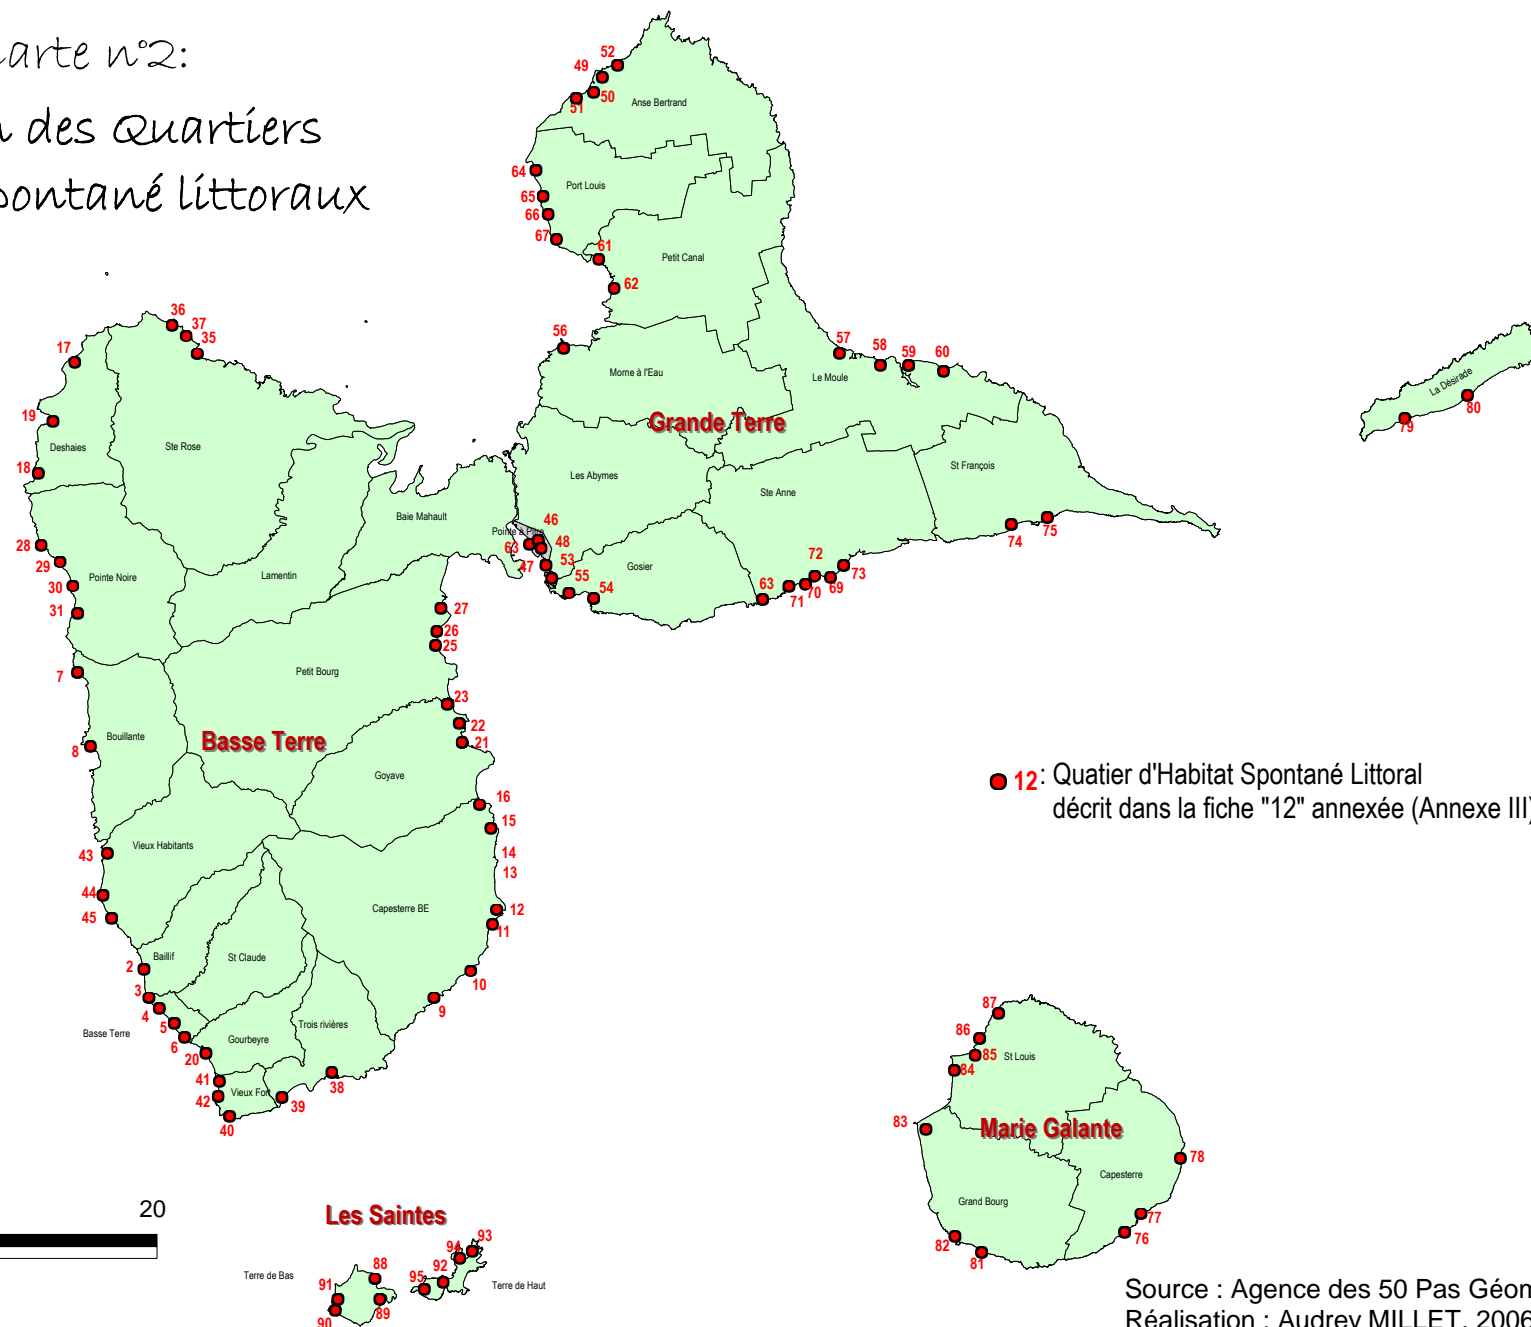 arte n°2:
des Quartiers
pontané littoraux
52
49
50
51
Anse Bertrand
64
Port Louis
65
66
67
61
Petit Canal
62
36
37
35
17
56
57
58
59
60
Morne à l'Eau
Le Moule
La Désirade
80
79
19
Deshaies
Ste Rose
Grande Terre
18
Les Abymes
St François
Ste Anne
Baie Mahault
46
Pointe à Pitre
48
63
74
75
28
29
47
53
72
73
Pointe Noire
Lamentin
Gosier
55
54
63
71
70
69
30
31
27
26
25
7
Petit Bourg
23
22
21
Bouillante
Basse Terre
8
Goyave
12: Quatier d'Habitat Spontané Littoral
décrit dans la fiche "12" annexée (Annexe III)
16
15
14
13
Vieux Habitants
43
44
45
Capesterre BE
12
11
Baillif
St Claude
2
10
3
4
9
5
Basse Terre
6
Trois rivières
Gourbeyre
20
87
86
St Louis
85
84
41
42
Vieux Fort
38
39
40
83
Marie Galante
78
Capesterre
Grand Bourg
77
76
82
81
20
Les Saintes
93
94
92
95
88
Terre de Bas
Terre de Haut
91
89
90
Source : Agence des 50 Pas Géom
Réalisation : Audrey MILLET, 2006